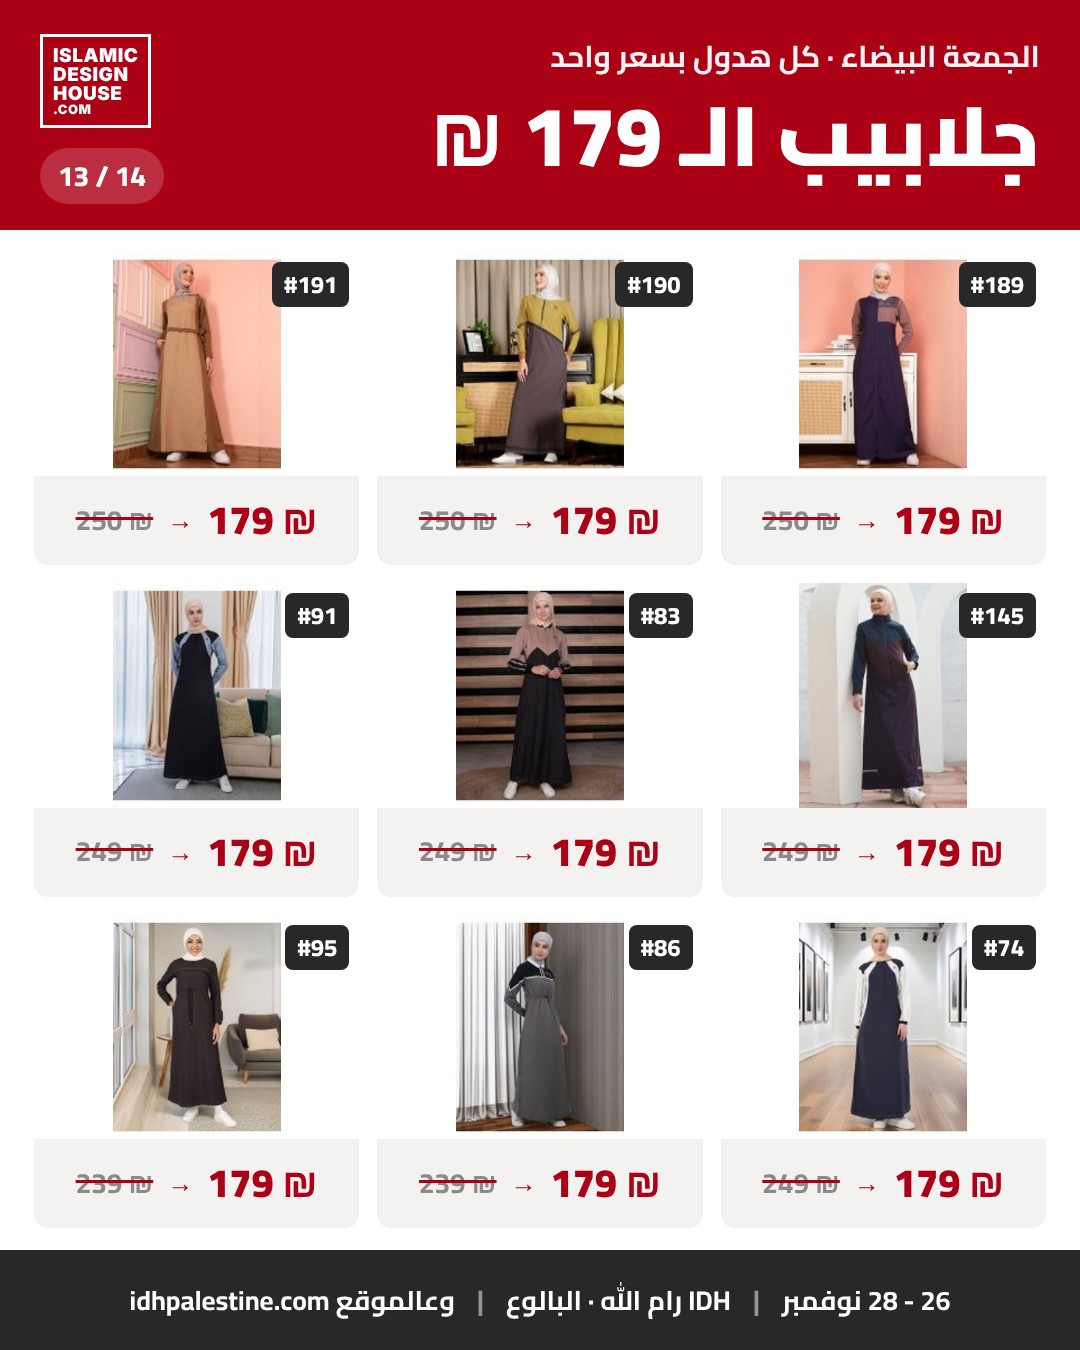 ISLAMIC
DESIGN
HOUSE
.COM
الجمعة البيضاء · كل هدول بسعر واحد
جلابيب الـ 179 ₪
13 / 14
#189
#190
#191
250 ₪ → 179 ₪
250 ₪ → 179 ₪
250 ₪ → 179 ₪
#145
#83
#91
249 ₪ → 179 ₪
249 ₪ → 179 ₪
249 ₪ → 179 ₪
#74
#86
#95
249 ₪ → 179 ₪
239 ₪ → 179 ₪
239 ₪ → 179 ₪
26 - 28 نوفمبر | IDH رام الله · البالوع | وعالموقع idhpalestine.com